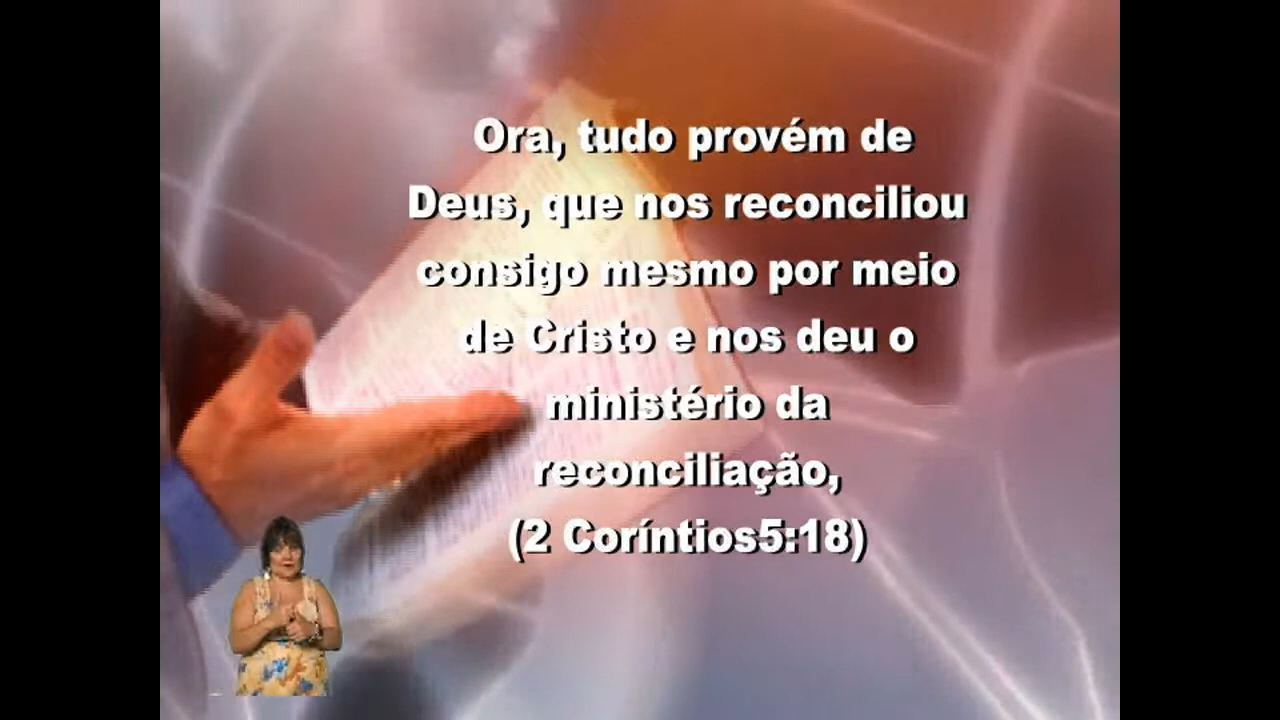 Ora, tudo provém de
Deus, que nos reconciliou
consigo mesmo por meio
de Cristo e nos deu o
ministério da
reconciliação,
(2 Coríntios5:18)